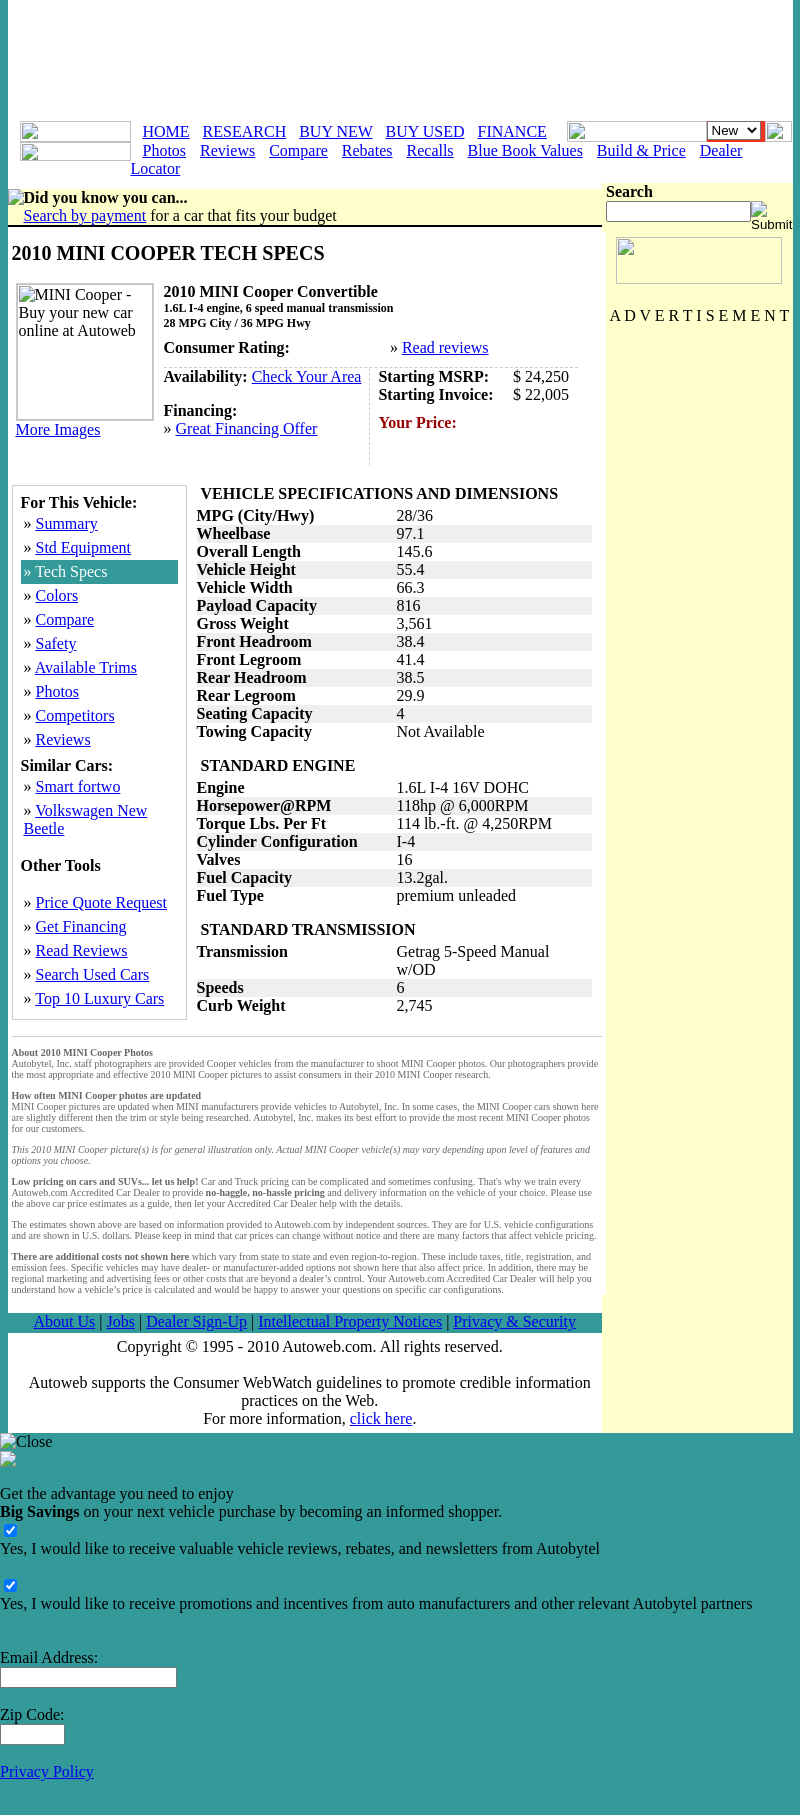 HOME RESEARCH BUY NEW BUY USED FINANCE New
Photos Reviews Compare Rebates Recalls Blue Book Values Build & Price Dealer
Locator
Did you know you can...
Search by payment for a car that fits your budget
Search
Submit
2010 MINI COOPER TECH SPECS
MINI Cooper -
Buy your new car
online at Autoweb
More Images
2010 MINI Cooper Convertible
1.6L I-4 engine, 6 speed manual transmission
28 MPG City / 36 MPG Hwy
Consumer Rating: » Read reviews
Availability: Check Your Area
Financing:
» Great Financing Offer
Starting MSRP: $ 24,250
Starting Invoice: $ 22,005
Your Price:
A D V E R T I S E M E N T
For This Vehicle:
» Summary
» Std Equipment
» Tech Specs
» Colors
» Compare
» Safety
» Available Trims
» Photos
» Competitors
» Reviews
Similar Cars:
» Smart fortwo
» Volkswagen New
Beetle
Other Tools
» Price Quote Request
» Get Financing
» Read Reviews
» Search Used Cars
» Top 10 Luxury Cars
VEHICLE SPECIFICATIONS AND DIMENSIONS
MPG (City/Hwy) 28/36
Wheelbase 97.1
Overall Length 145.6
Vehicle Height 55.4
Vehicle Width 66.3
Payload Capacity 816
Gross Weight 3,561
Front Headroom 38.4
Front Legroom 41.4
Rear Headroom 38.5
Rear Legroom 29.9
Seating Capacity 4
Towing Capacity Not Available
STANDARD ENGINE
Engine 1.6L I-4 16V DOHC
Horsepower@RPM 118hp @ 6,000RPM
Torque Lbs. Per Ft 114 lb.-ft. @ 4,250RPM
Cylinder Configuration I-4
Valves 16
Fuel Capacity 13.2gal.
Fuel Type premium unleaded
STANDARD TRANSMISSION
Transmission Getrag 5-Speed Manual
w/OD
Speeds 6
Curb Weight 2,745
About 2010 MINI Cooper Photos
Autobytel, Inc. staff photographers are provided Cooper vehicles from the manufacturer to shoot MINI Cooper photos. Our photographers provide
the most appropriate and effective 2010 MINI Cooper pictures to assist consumers in their 2010 MINI Cooper research.
How often MINI Cooper photos are updated
MINI Cooper pictures are updated when MINI manufacturers provide vehicles to Autobytel, Inc. In some cases, the MINI Cooper cars shown here
are slightly different then the trim or style being researched. Autobytel, Inc. makes its best effort to provide the most recent MINI Cooper photos
for our customers.
This 2010 MINI Cooper picture(s) is for general illustration only. Actual MINI Cooper vehicle(s) may vary depending upon level of features and
options you choose.
Low pricing on cars and SUVs... let us help! Car and Truck pricing can be complicated and sometimes confusing. That's why we train every
Autoweb.com Accredited Car Dealer to provide no-haggle, no-hassle pricing and delivery information on the vehicle of your choice. Please use
the above car price estimates as a guide, then let your Accredited Car Dealer help with the details.
The estimates shown above are based on information provided to Autoweb.com by independent sources. They are for U.S. vehicle configurations
and are shown in U.S. dollars. Please keep in mind that car prices can change without notice and there are many factors that affect vehicle pricing.
There are additional costs not shown here which vary from state to state and even region-to-region. These include taxes, title, registration, and
emission fees. Specific vehicles may have dealer- or manufacturer-added options not shown here that also affect price. In addition, there may be
regional marketing and advertising fees or other costs that are beyond a dealer's control. Your Autoweb.com Accredited Car Dealer will help you
understand how a vehicle's price is calculated and would be happy to answer your questions on specific car configurations.
About Us | Jobs | Dealer Sign-Up | Intellectual Property Notices | Privacy & Security
Copyright © 1995 - 2010 Autoweb.com. All rights reserved.
Autoweb supports the Consumer WebWatch guidelines to promote credible information
practices on the Web.
For more information, click here.
Close
Get the advantage you need to enjoy
Big Savings on your next vehicle purchase by becoming an informed shopper.
Yes, I would like to receive valuable vehicle reviews, rebates, and newsletters from Autobytel
Yes, I would like to receive promotions and incentives from auto manufacturers and other relevant Autobytel partners
Email Address:
Zip Code:
Privacy Policy